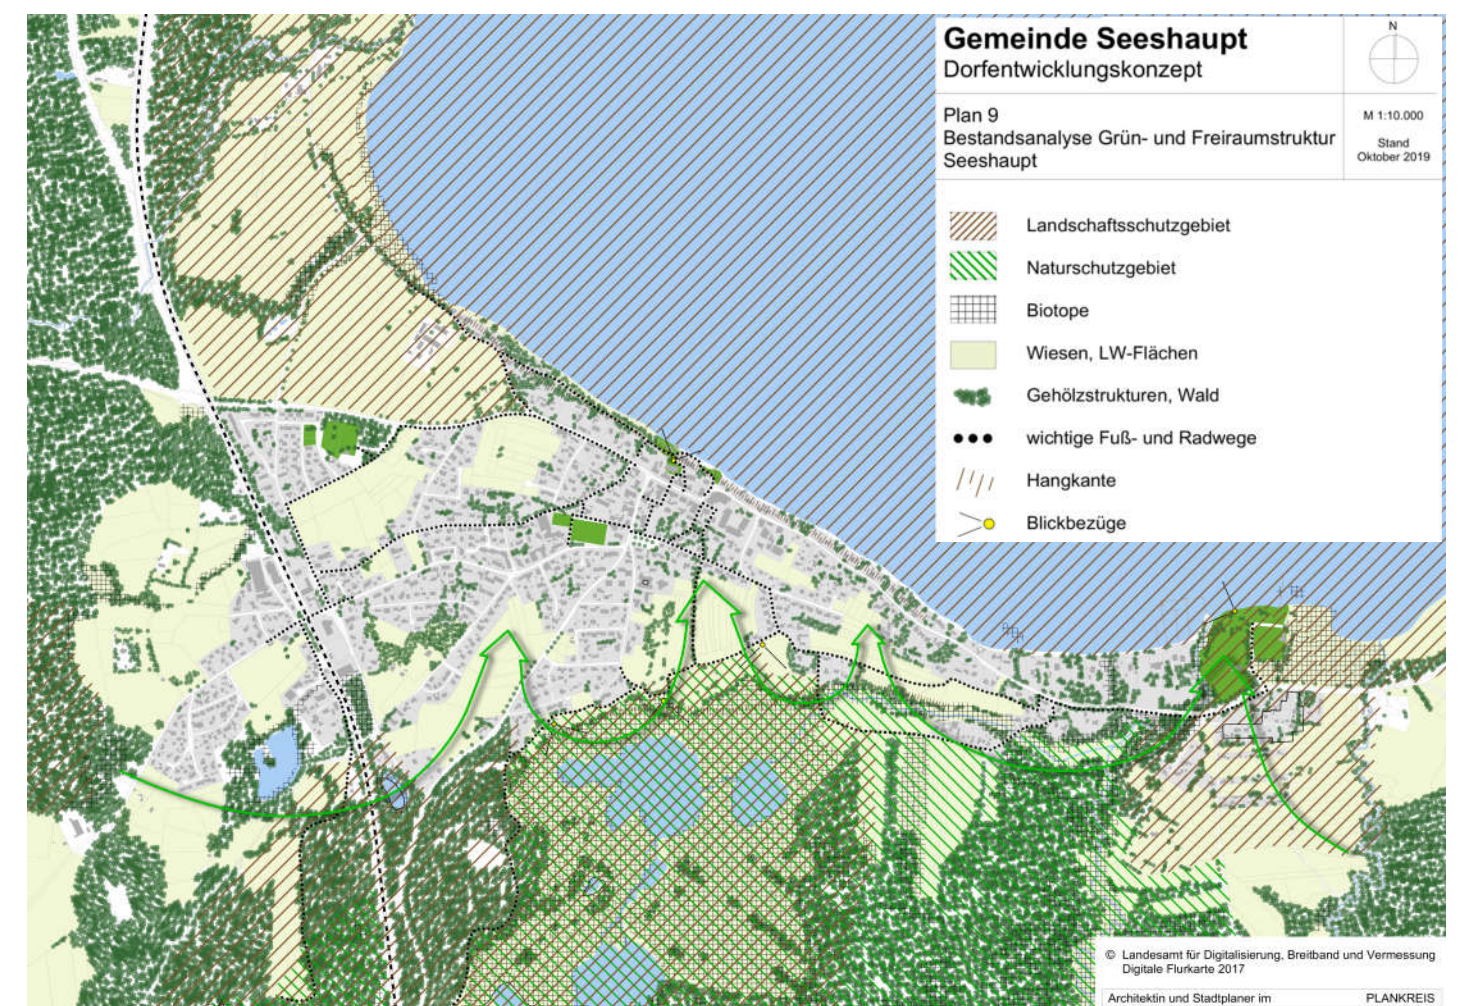 Gemeinde Seeshaupt
Dorfentwicklungskonzept
N
Plan 9
Bestandsanalyse Grün- und Freiraumstruktur
Seeshaupt
M 1:10.000
Stand
Oktober 2019
Landschaftsschutzgebiet
Naturschutzgebiet
Biotope
Wiesen, LW-Flächen
Gehölzstrukturen, Wald
wichtige Fuß- und Radwege
Hangkante
Blickbezüge
© Landesamt für Digitalisierung, Breitband und Vermessung
Digitale Flurkarte 2017
Architektin und Stadtplaner im PLANKREIS